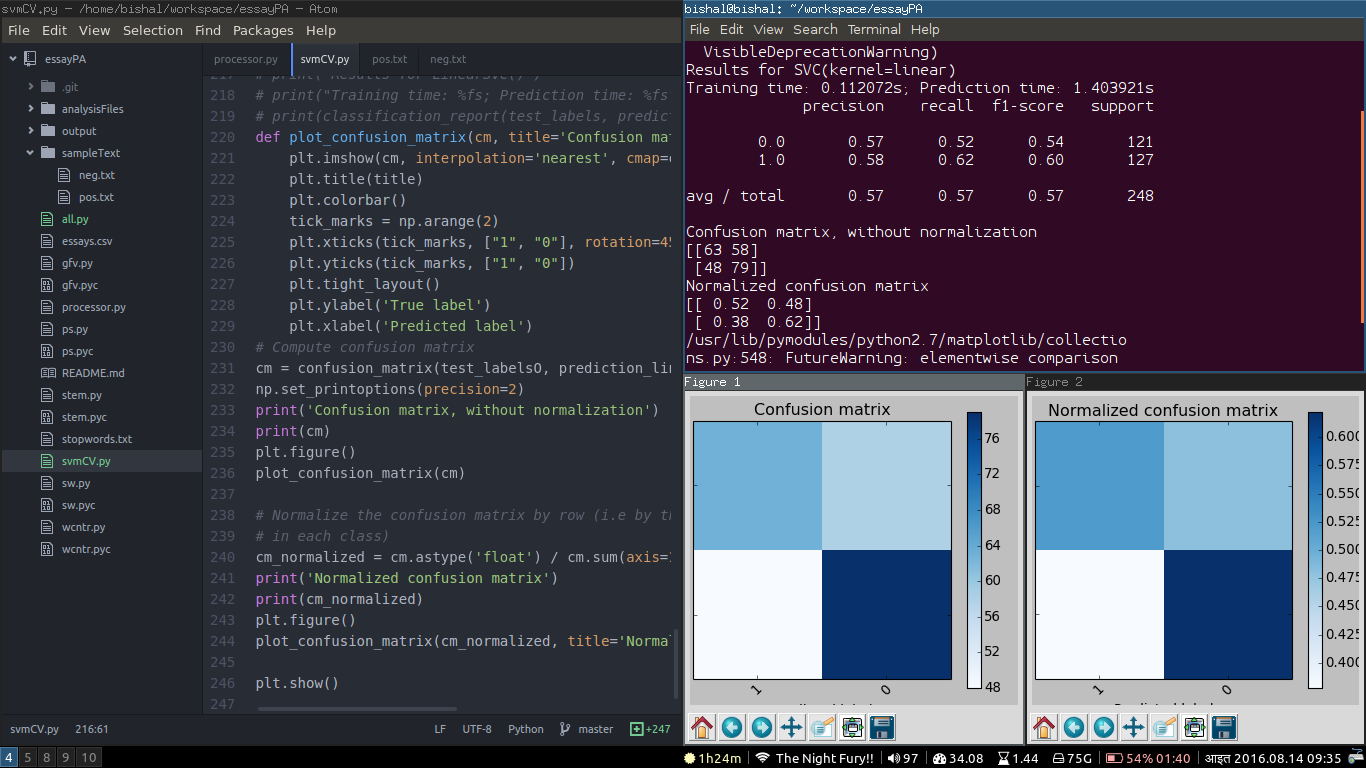 svmCV.py — /home/bishal/workspace/essayPA — Atom
File Edit View Selection Find Packages Help
essayPA
.git
analysisFiles
output
sampleText
neg.txt
pos.txt
all.py
essays.csv
gfv.py
gfv.pyc
processor.py
ps.py
ps.pyc
README.md
stem.py
stem.pyc
stopwords.txt
svmCV.py
sw.py
sw.pyc
wcntr.py
wcntr.pyc
processor.py svmCV.py pos.txt neg.txt
218 # print("Training time: %fs; Prediction time: %fs
219 # print(classification_report(test_labels, predict
220 def plot_confusion_matrix(cm, title='Confusion mat
221 plt.imshow(cm, interpolation='nearest', cmap=c
222 plt.title(title)
223 plt.colorbar()
224 tick_marks = np.arange(2)
225 plt.xticks(tick_marks, ["1", "0"], rotation=45
226 plt.yticks(tick_marks, ["1", "0"])
227 plt.tight_layout()
228 plt.ylabel('True label')
229 plt.xlabel('Predicted label')
230 # Compute confusion matrix
231 cm = confusion_matrix(test_labelsO, prediction_lin
232 np.set_printoptions(precision=2)
233 print('Confusion matrix, without normalization')
234 print(cm)
235 plt.figure()
236 plot_confusion_matrix(cm)
237
238 # Normalize the confusion matrix by row (i.e by th
239 # in each class)
240 cm_normalized = cm.astype('float') / cm.sum(axis=1
241 print('Normalized confusion matrix')
242 print(cm_normalized)
243 plt.figure()
244 plot_confusion_matrix(cm_normalized, title='Normal
245
246 plt.show()
247
svmCV.py 216:61 LF UTF-8 Python master +247
bishal@bishal: ~/workspace/essayPA
File Edit View Search Terminal Help
VisibleDeprecationWarning)
Results for SVC(kernel=linear)
Training time: 0.112072s; Prediction time: 1.403921s
precision recall f1-score support
0.0 0.57 0.52 0.54 121
1.0 0.58 0.62 0.60 127
avg / total 0.57 0.57 0.57 248
Confusion matrix, without normalization
[[63 58]
[48 79]]
Normalized confusion matrix
[[ 0.52 0.48]
[ 0.38 0.62]]
/usr/lib/pymodules/python2.7/matplotlib/collectio
ns.py:548: FutureWarning: elementwise comparison
Figure 1
Confusion matrix
76
72
68
64
60
56
52
48
1 0
Figure 2
Normalized confusion matrix
0.600
0.575
0.550
0.525
0.500
0.475
0.450
0.425
0.400
1 0
4 5 8 9 10
1h24m The Night Fury!! 97 34.08 1.44 75G 54% 01:40 आइत 2016.08.14 09:35